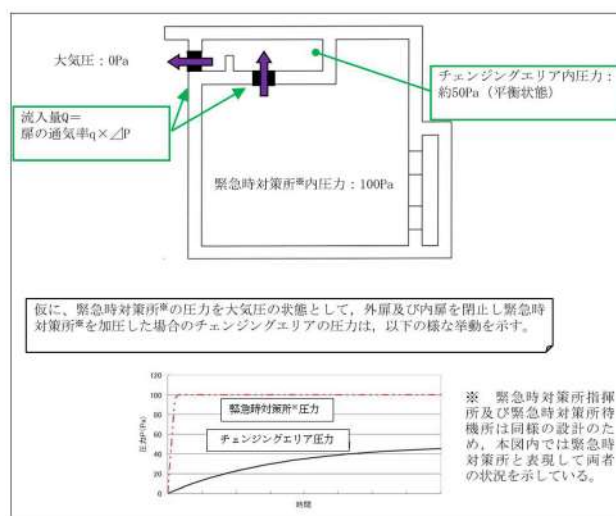 大気圧：0Pa
チェンジングエリア内圧力：
約50Pa（平衡状態）
流入量Q＝
扉の通気率q×⊿P
緊急時対策所※内圧力：100Pa
仮に、緊急時対策所※の圧力を大気圧の状態として，外扉及び内扉を閉止し緊急時
対策所※を加圧した場合のチェンジングエリアの圧力は，以下の様な挙動を示す。
120
100
80
60
40
20
0
圧力P(Pa)
緊急時対策所※圧力
チェンジングエリア圧力
時間
※ 緊急時対策所指揮
所及び緊急時対策所待
機所は同様の設計のた
め，本図内では緊急時
対策所と表現して両者
の状況を示している。